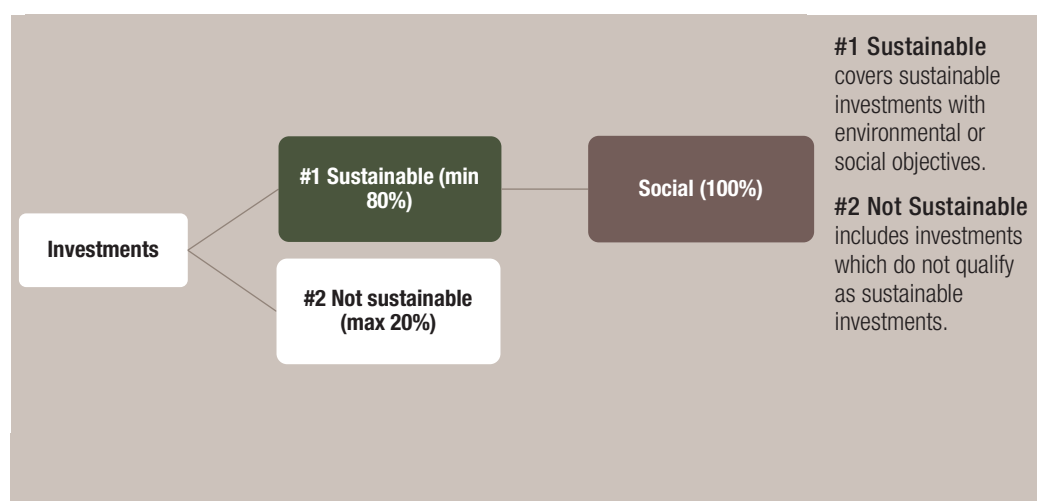 Investments
#1 Sustainable (min
80%)
#2 Not sustainable
(max 20%)
Social (100%)
#1 Sustainable
covers sustainable
investments with
environmental or
social objectives.
#2 Not Sustainable
includes investments
which do not qualify
as sustainable
investments.